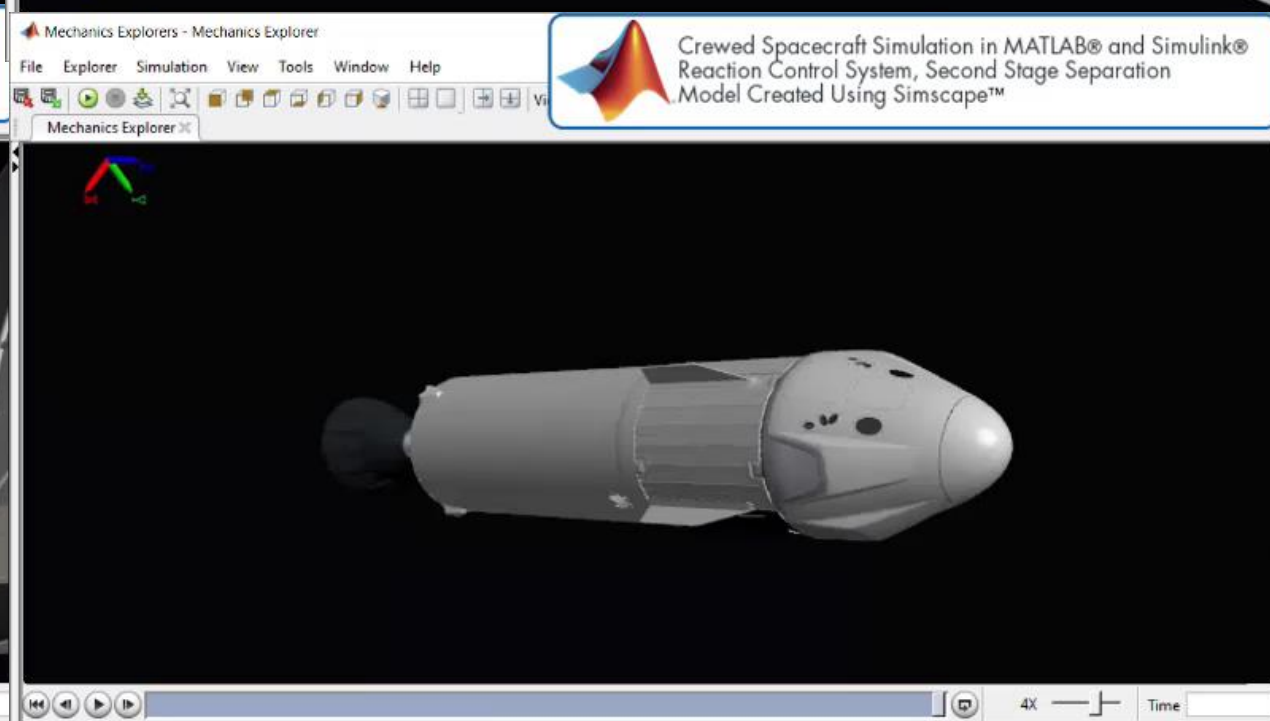 Mechanics Explorers - Mechanics Explorer
File Explorer Simulation View Tools Window Help
Mechanics Explorer
Crewed Spacecraft Simulation in MATLAB® and Simulink®
Reaction Control System, Second Stage Separation
Model Created Using Simscape™
4X
Time